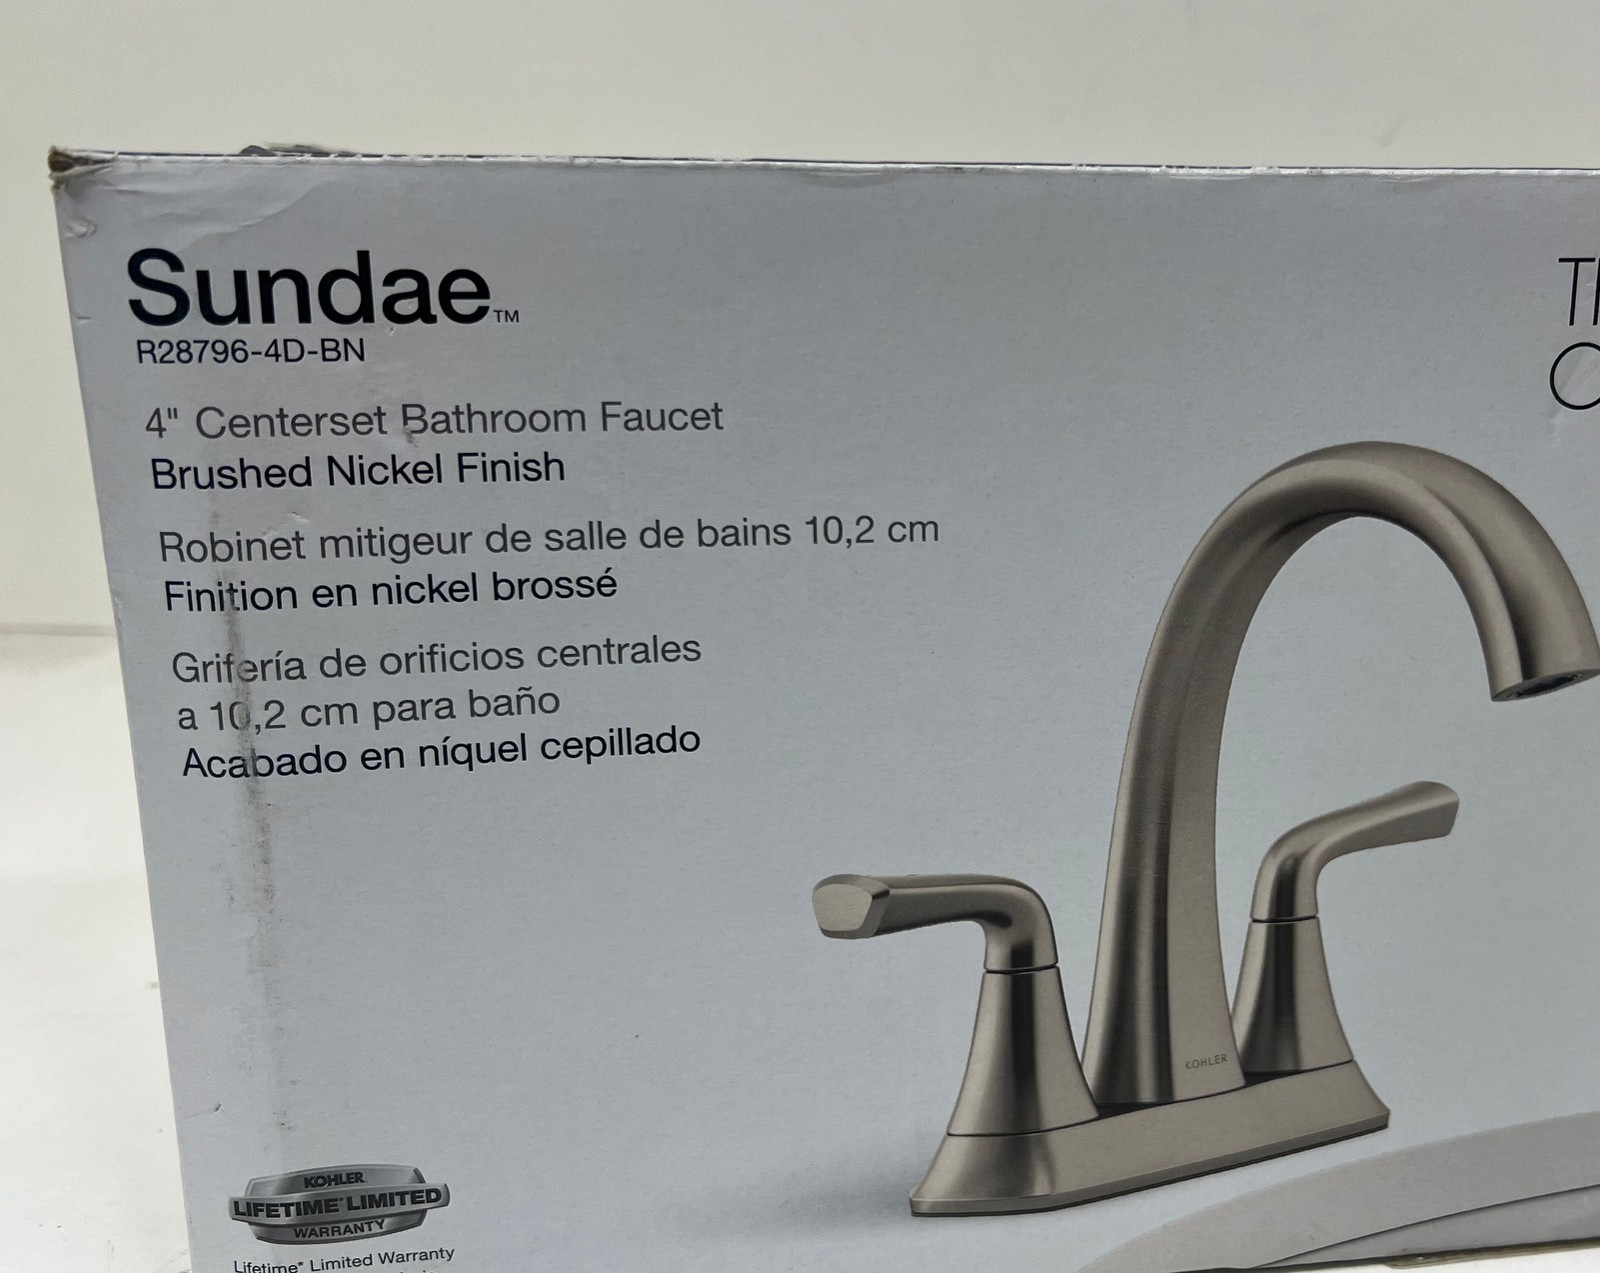 Sundae™
R28796-4D-BN
4" Centerset Bathroom Faucet
Brushed Nickel Finish
Robinet mitigeur de salle de bains 10,2 cm
Finition en nickel brossé
Grifería de orificios centrales
a 10,2 cm para baño
Acabado en níquel cepillado
KOHLER
KOHLER
LIFETIME* LIMITED
WARRANTY
Lifetime* Limited Warranty